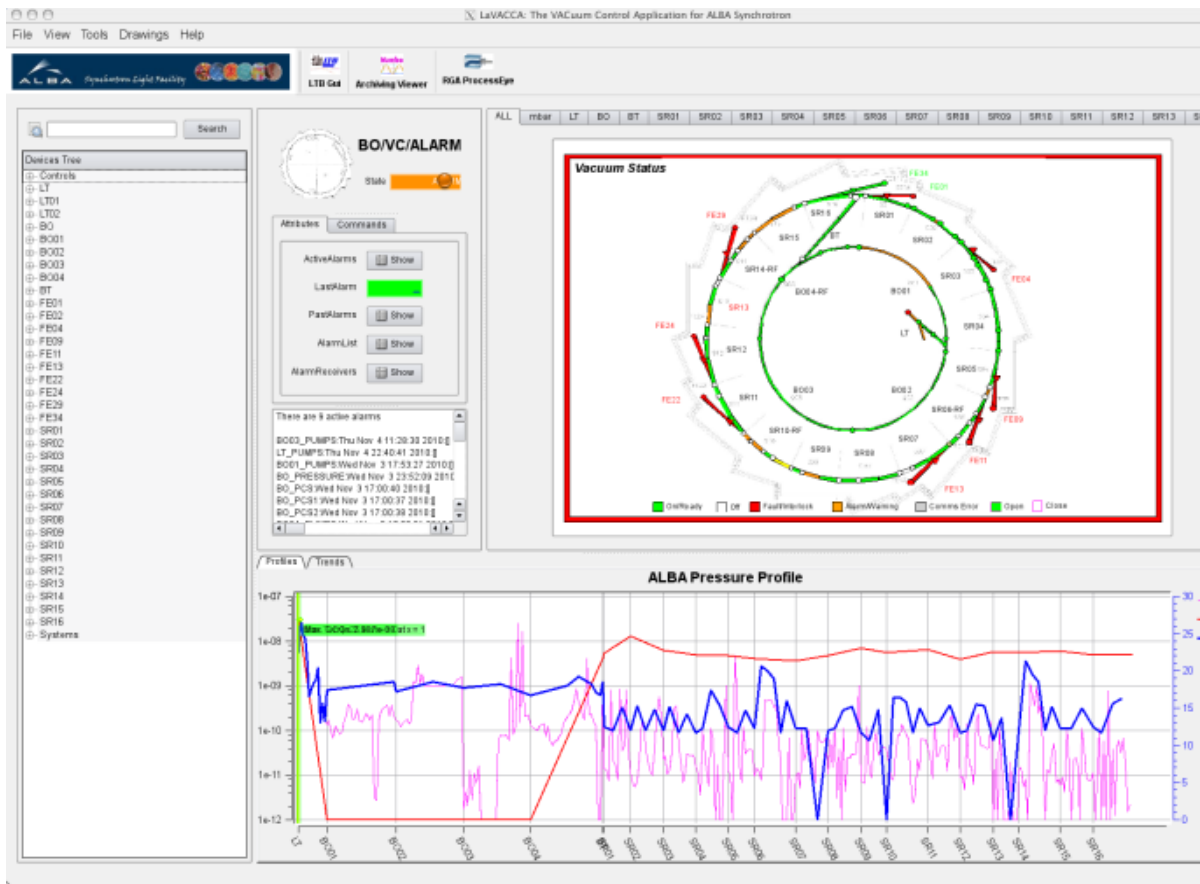 LaVACCA: The VACuum Control Application for ALBA Synchrotron
File View Tools Drawings Help
ALBA Synchrotron Light Facility
LTB Gui
Archiving Viewer
RGA ProcessEye
Search
Devices Tree
Controls
LT
LT01
LT02
BO
BO01
BO02
BO03
BO04
BT
FE01
FE02
FE04
FE09
FE11
FE13
FE22
FE24
FE29
FE34
SR01
SR02
SR03
SR04
SR05
SR06
SR07
SR08
SR09
SR10
SR11
SR12
SR13
SR14
SR15
SR16
Systems
BO/VC/ALARM
State
Attributes Commands
ActiveAlarms Show
LastAlarm
PastAlarms Show
AlarmList Show
AlarmReceivers Show
There are 9 active alarms
BO03_PUMPS:Thu Nov 4 11:28:30 2010:[]
LT_PUMPS:Thu Nov 4 22:40:41 2010:[]
BO01_PUMPS:Wed Nov 3 17:53:27 2010:[]
BO_PRESSURE:Wed Nov 3 23:52:09 201
BO_PCS:Wed Nov 3 17:00:40 2010:[]
BO_PCS1:Wed Nov 3 17:00:37 2010:[]
BO_PCS2:Wed Nov 3 17:00:38 2010:[]
ALL mbar LT BO BT SR01 SR02 SR03 SR04 SR05 SR06 SR07 SR08 SR09 SR10 SR11 SR12 SR13
Vacuum Status
FE34
FE01
FE29
SR16
SR01
SR15
BT
SR02
SR14-RF
SR03
FE04
BO04-RF
BO01
SR13
FE24
LT
SR04
SR12
SR05
BO03
BO02
FE22
SR11
SR06-RF
FE09
SR10-RF
SR07
SR09
SR08
FE11
FE13
On/Ready Off Fault/Interlock Alarm/Warning Comms Error Open Close
Profiles Trends
ALBA Pressure Profile
1e-07
1e-08
1e-09
1e-10
1e-11
1e-12
30
25
20
15
10
5
0
LT BO01 BO02 BO03 BO04 SR01 SR02 SR03 SR04 SR05 SR06 SR07 SR08 SR09 SR10 SR11 SR12 SR13 SR14 SR15 SR16